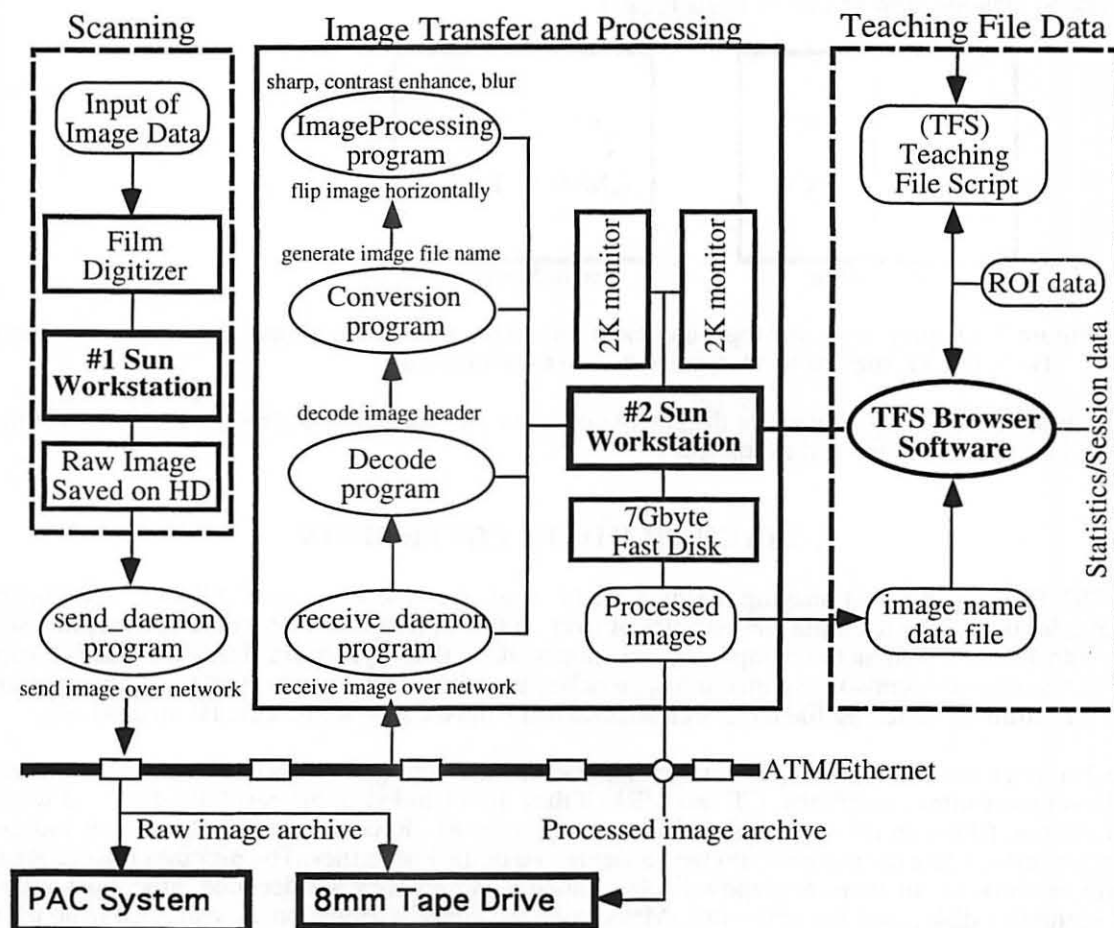 Scanning
Input of
Image Data
Film
Digitizer
#1 Sun
Workstation
Raw Image
Saved on HD
send_daemon
program
send image over network
Image Transfer and Processing
sharp, contrast enhance, blur
ImageProcessing
program
flip image horizontally
generate image file name
Conversion
program
decode image header
Decode
program
receive_daemon
program
receive image over network
2K monitor
2K monitor
#2 Sun
Workstation
7Gbyte
Fast Disk
Processed
images
Teaching File Data
(TFS)
Teaching
File Script
ROI data
TFS Browser
Software
image name
data file
Statistics/Session data
ATM/Ethernet
Raw image archive
Processed image archive
PAC System
8mm Tape Drive